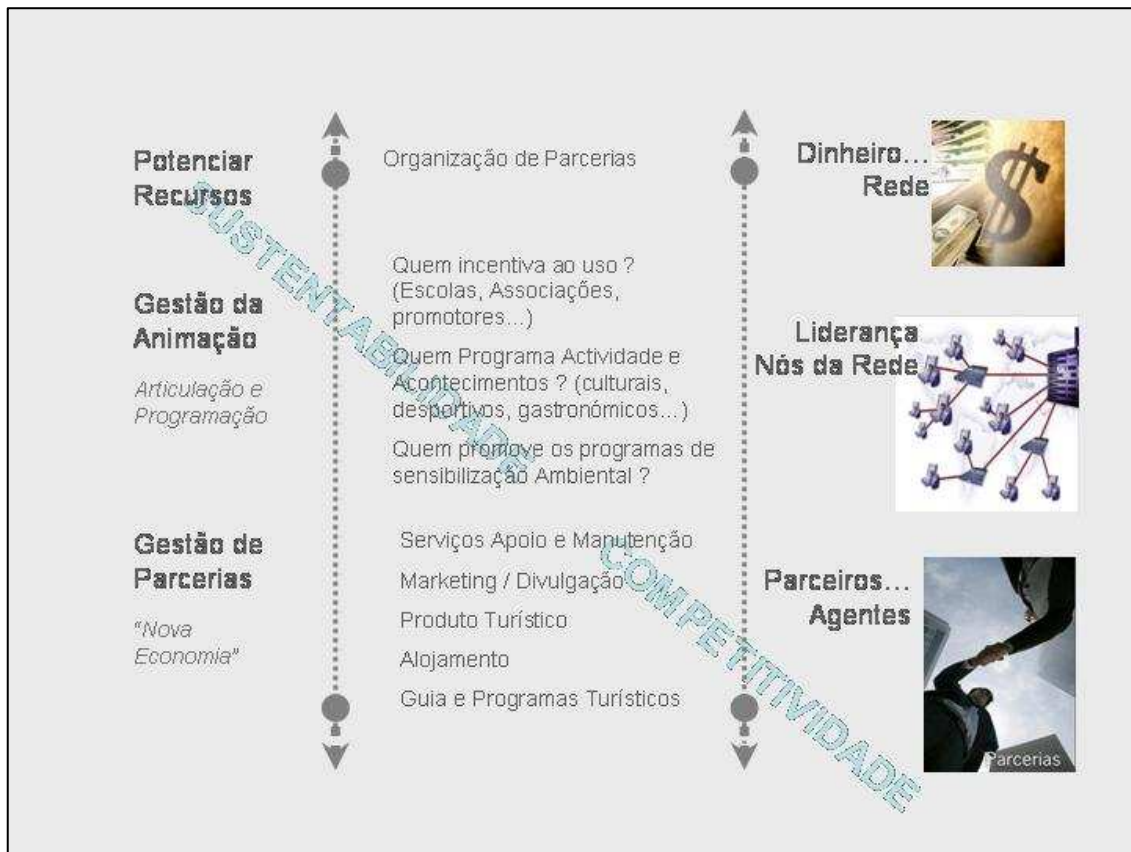 Potenciar
Recursos
Organização de Parcerias
Dinheiro...
Rede
SUSTENTABILIDADE
Gestão da
Animação
Articulação e
Programação
Quem incentiva ao uso ?
(Escolas, Associações,
promotores...)
Quem Programa Actividade e
Acontecimentos ? (culturais,
desportivos, gastronómicos...)
Quem promove os programas de
sensibilização Ambiental ?
Liderança
Nós da Rede
Gestão de
Parcerias
"Nova
Economia"
Serviços Apoio e Manutenção
Marketing / Divulgação
Produto Turístico
Alojamento
Guia e Programas Turísticos
COMPETITIVIDADE
Parceiros...
Agentes
Parcerias